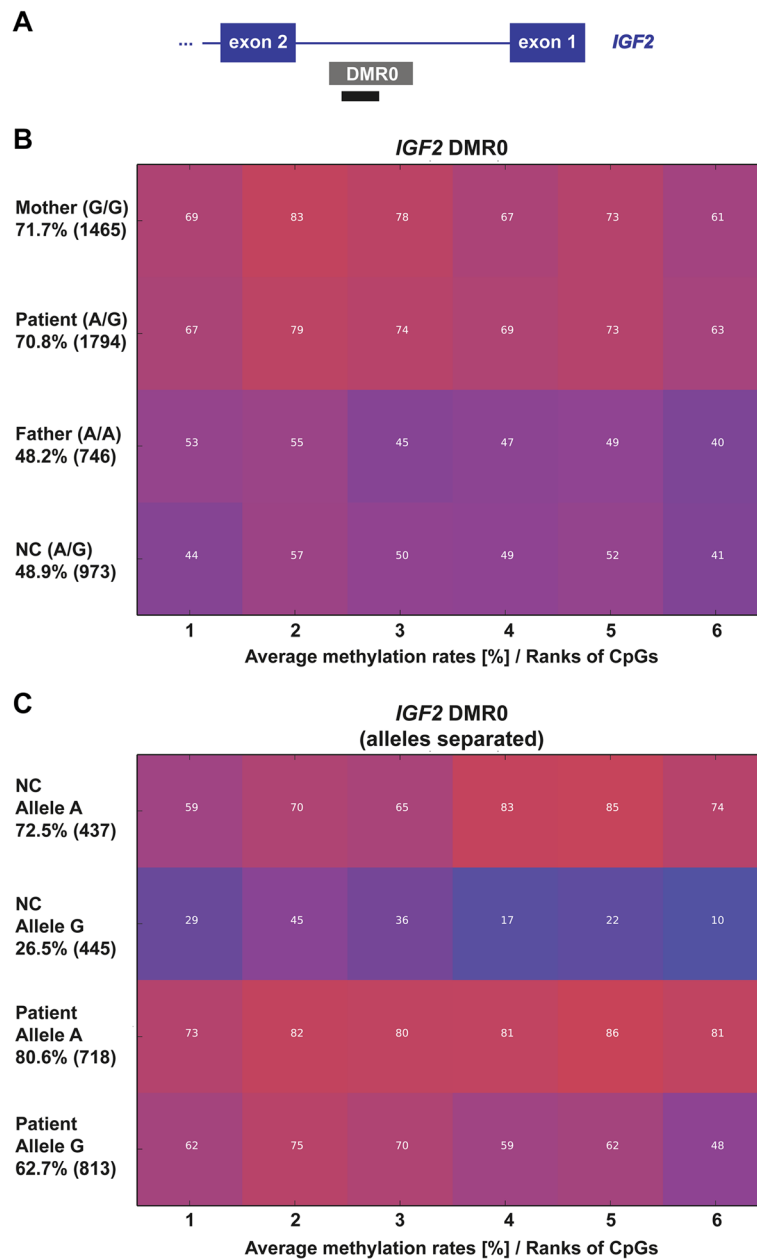 A
... exon 2 exon 1 IGF2
DMR0
B
IGF2 DMR0
Mother (G/G)
71.7% (1465)
69 83 78 67 73 61
Patient (A/G)
70.8% (1794)
67 79 74 69 73 63
Father (A/A)
48.2% (746)
53 55 45 47 49 40
NC (A/G)
48.9% (973)
44 57 50 49 52 41
1 2 3 4 5 6
Average methylation rates [%] / Ranks of CpGs
C
IGF2 DMR0
(alleles separated)
NC
Allele A
72.5% (437)
59 70 65 83 85 74
NC
Allele G
26.5% (445)
29 45 36 17 22 10
Patient
Allele A
80.6% (718)
73 82 80 81 86 81
Patient
Allele G
62.7% (813)
62 75 70 59 62 48
1 2 3 4 5 6
Average methylation rates [%] / Ranks of CpGs